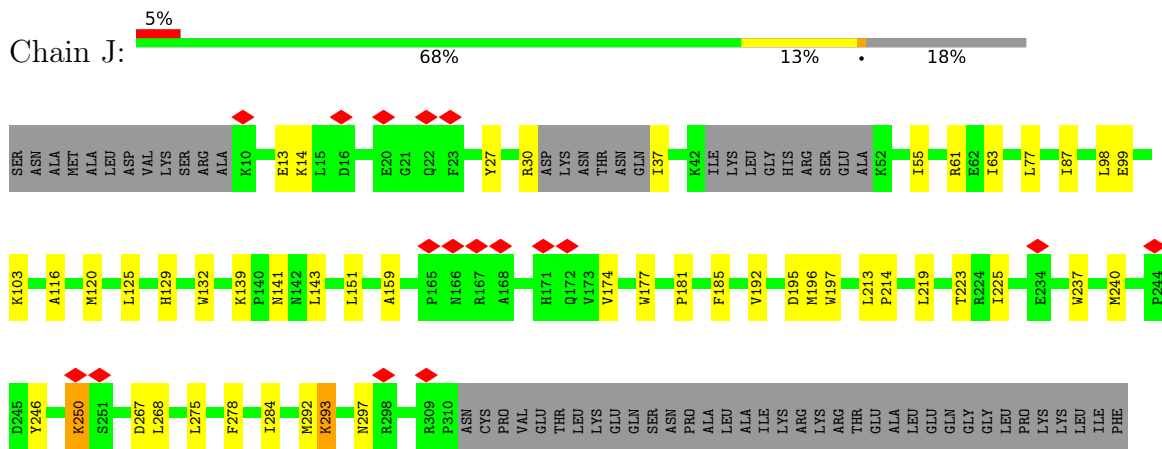 5%
Chain J:
68% 13% • 18%
SER ASN ALA MET ALA LEU ASP VAL LYS SER ARG ALA K10 E13 K14 L15 D16 E20 G21 Q22 F23 Y27 R30 ASP LYS ASN THR ASN GLN I37 K42 ILE LYS LEU GLY HIS ARG SER GLU ALA K52 I55 R61 E62 I63 L77 I87 L98 E99
K103 A116 M120 L125 H129 W132 K139 P140 N141 N142 L143 L151 A159 P165 N166 R167 A168 H171 Q172 V173 V174 W177 P181 F185 V192 D195 M196 W197 L213 P214 L219 T223 R224 I225 E234 W237 M240 P244
D245 Y246 K250 S251 D267 L268 L275 F278 I284 M292 K293 N297 R298 R309 P310 ASN CYS PRO VAL GLU THR LEU LYS GLU GLN SER ASN PRO ALA LEU ALA ILE LYS ARG LYS ARG THR GLU ALA LEU GLU GLN GLY GLY LEU PRO LYS LYS LEU ILE PHE